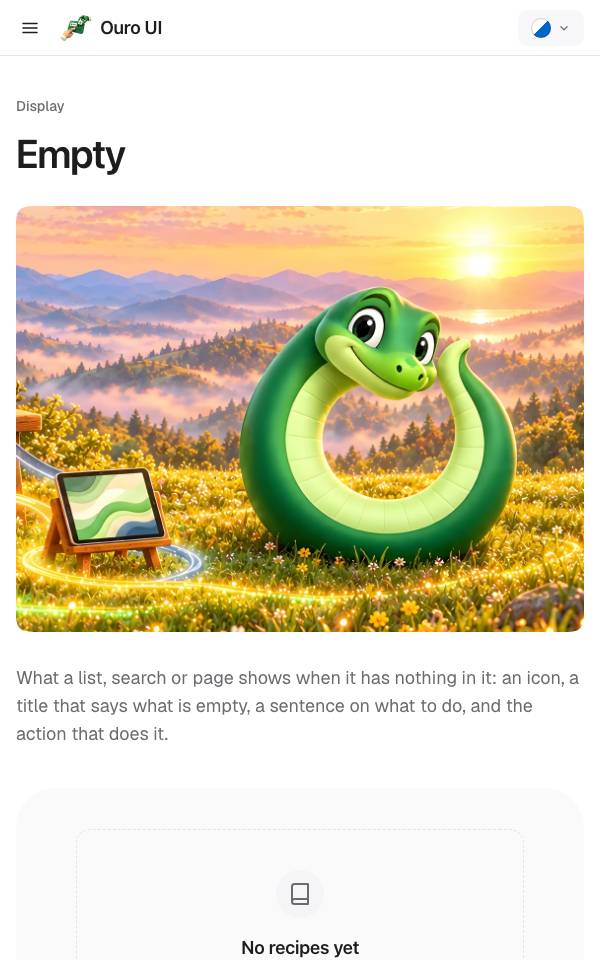 Ouro UI
Display
Empty
What a list, search or page shows when it has nothing in it: an icon, a
title that says what is empty, a sentence on what to do, and the
action that does it.
No recipes yet